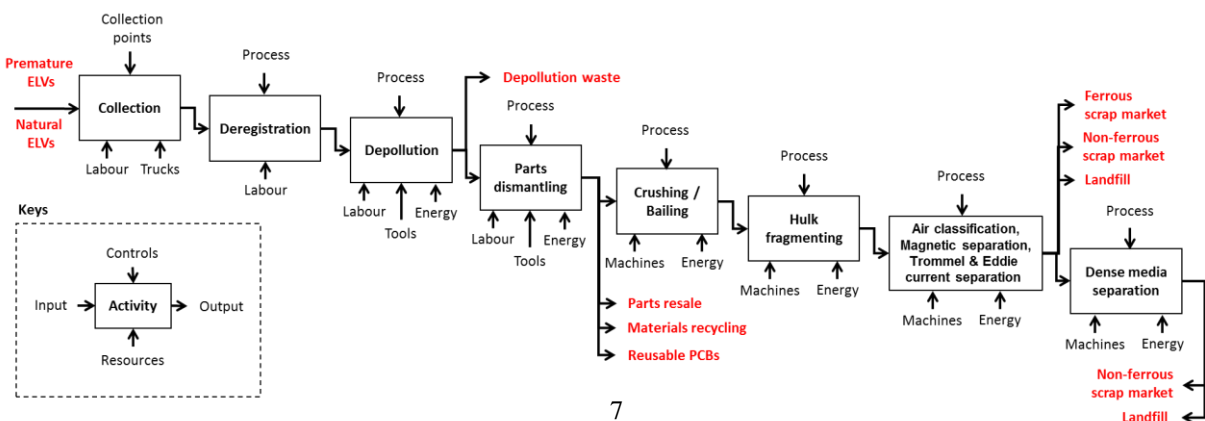 Collection
points
Premature
ELVs
Natural
ELVs
Collection
Labour
Trucks
Process
Deregistration
Labour
Process
Depollution
Labour
Tools
Energy
Depollution waste
Process
Parts
dismantling
Labour
Tools
Energy
Parts resale
Materials recycling
Reusable PCBs
Process
Crushing /
Bailing
Machines
Energy
Process
Hulk
fragmenting
Machines
Energy
Process
Air classification,
Magnetic separation,
Trommel & Eddie
current separation
Machines
Energy
Ferrous
scrap market
Non-ferrous
scrap market
Landfill
Process
Dense media
separation
Machines
Energy
Non-ferrous
scrap market
Landfill
Keys
Controls
Input
Activity
Output
Resources
7